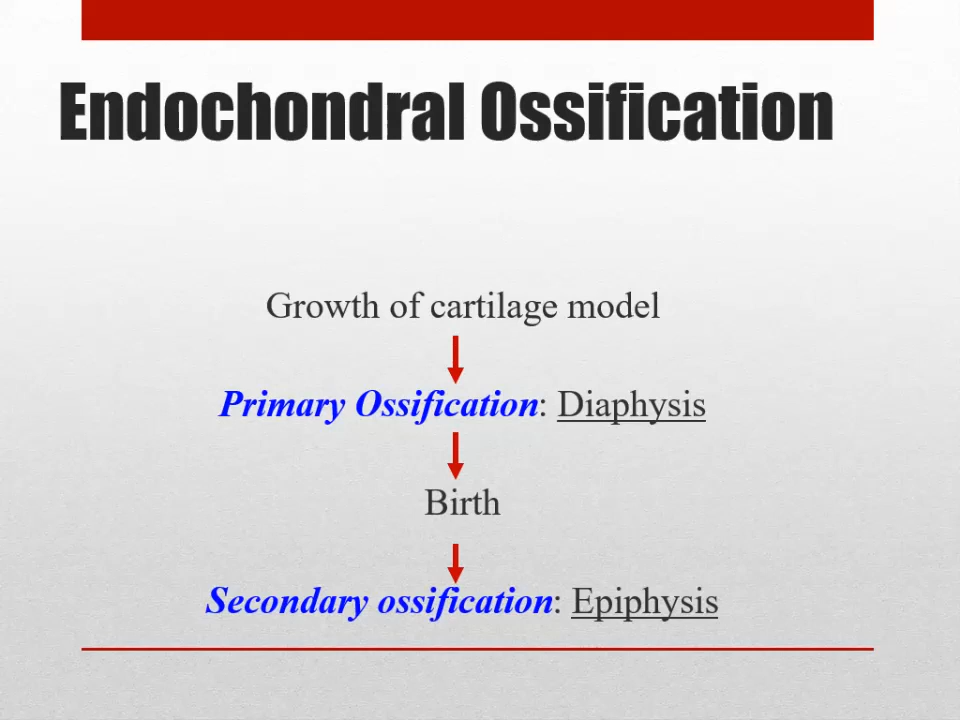 Endochondral Ossification
Growth of cartilage model
Primary Ossification: Diaphysis
Birth
Secondary ossification: Epiphysis